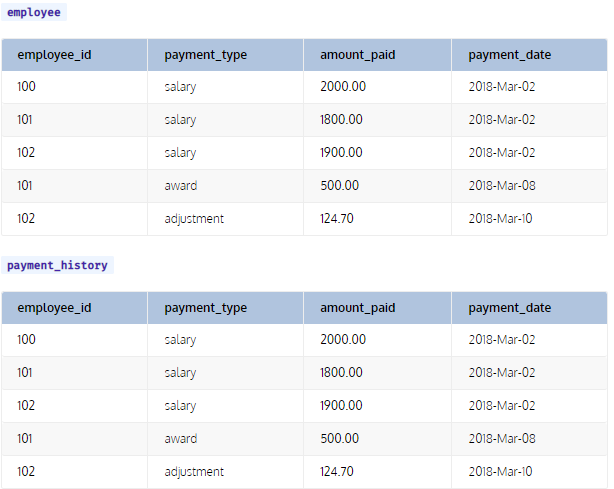 employee
employee_id payment_type amount_paid payment_date
100 salary 2000.00 2018-Mar-02
101 salary 1800.00 2018-Mar-02
102 salary 1900.00 2018-Mar-02
101 award 500.00 2018-Mar-08
102 adjustment 124.70 2018-Mar-10
payment_history
employee_id payment_type amount_paid payment_date
100 salary 2000.00 2018-Mar-02
101 salary 1800.00 2018-Mar-02
102 salary 1900.00 2018-Mar-02
101 award 500.00 2018-Mar-08
102 adjustment 124.70 2018-Mar-10